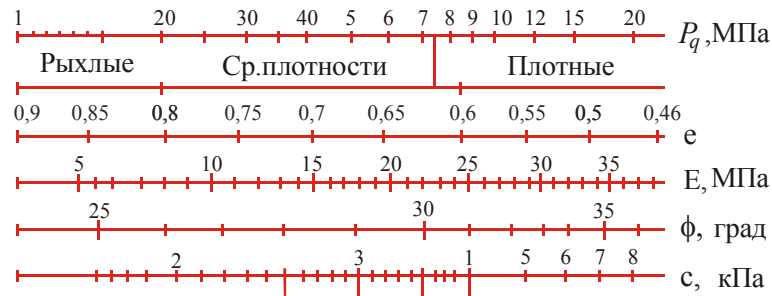 1 20 30 40 5 6 7 8 9 10 12 15 20 P_q, МПа
Рыхлые Ср.плотности Плотные
0,9 0,85 0,8 0,75 0,7 0,65 0,6 0,55 0,5 0,46 e
5 10 15 20 25 30 35 E, МПа
25 30 35 ϕ, град
2 3 1 5 6 7 8 c, кПа